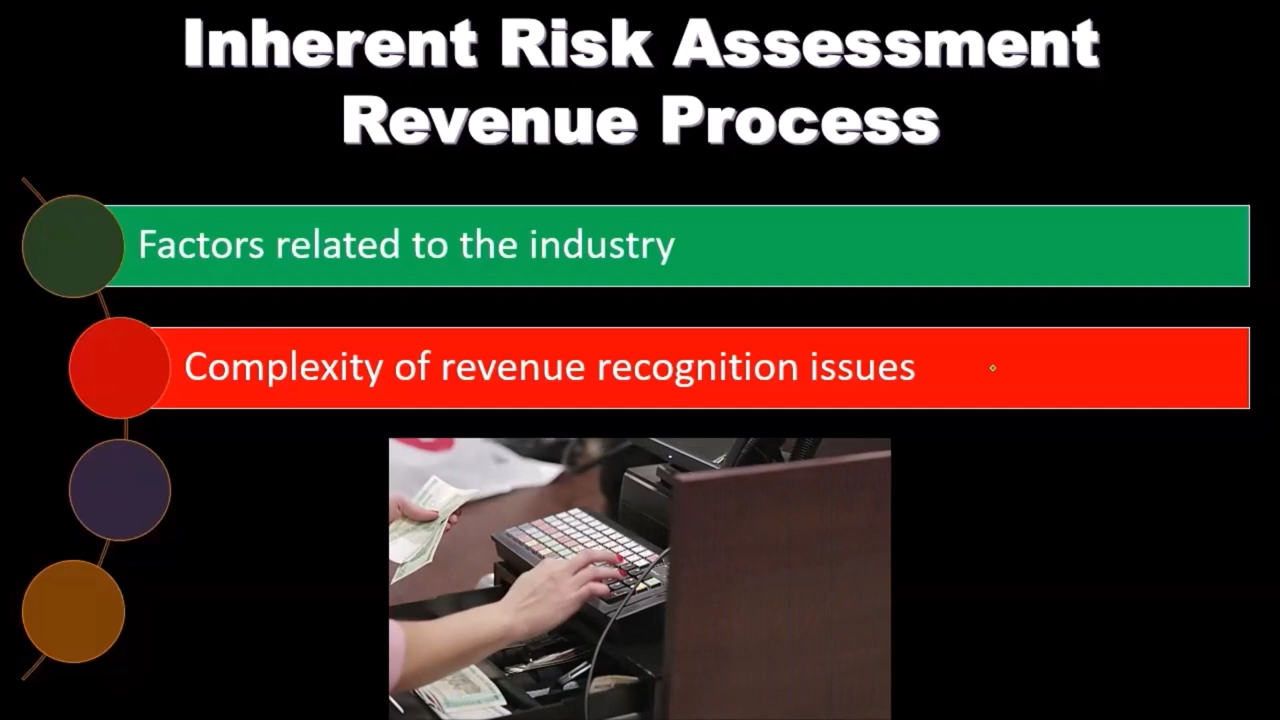 Inherent Risk Assessment
Revenue Process
Factors related to the industry
Complexity of revenue recognition issues